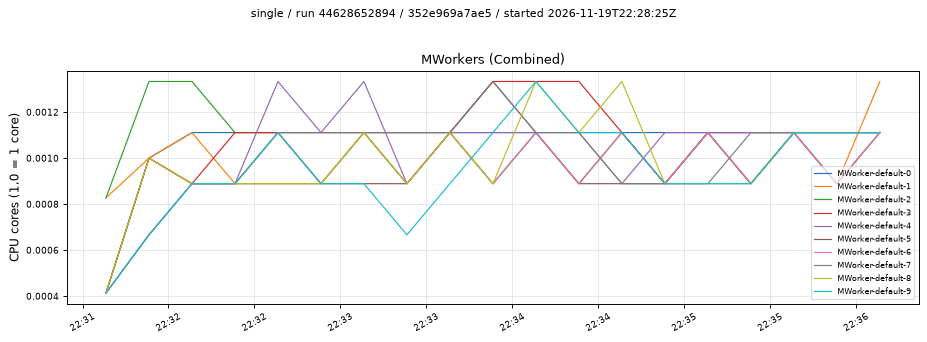 single / run 44628652894 / 352e969a7ae5 / started 2026-11-19T22:28:25Z
MWorkers (Combined)
CPU cores (1.0 = 1 core)
0.0012
0.0010
0.0008
0.0006
0.0004
MWorker-default-0
MWorker-default-1
MWorker-default-2
MWorker-default-3
MWorker-default-4
MWorker-default-5
MWorker-default-6
MWorker-default-7
MWorker-default-8
MWorker-default-9
22:31 22:32 22:32 22:33 22:33 22:34 22:34 22:35 22:35 22:36